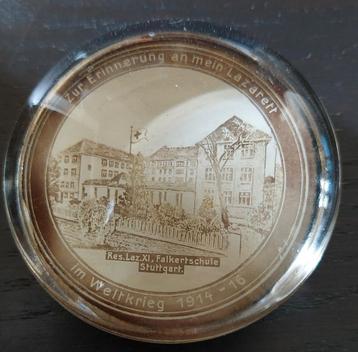 zur Erinnerung an mein Lazarett
Res.Laz.XI, Falkertschule
Stuttgart.
im Weltkrieg 1914-16